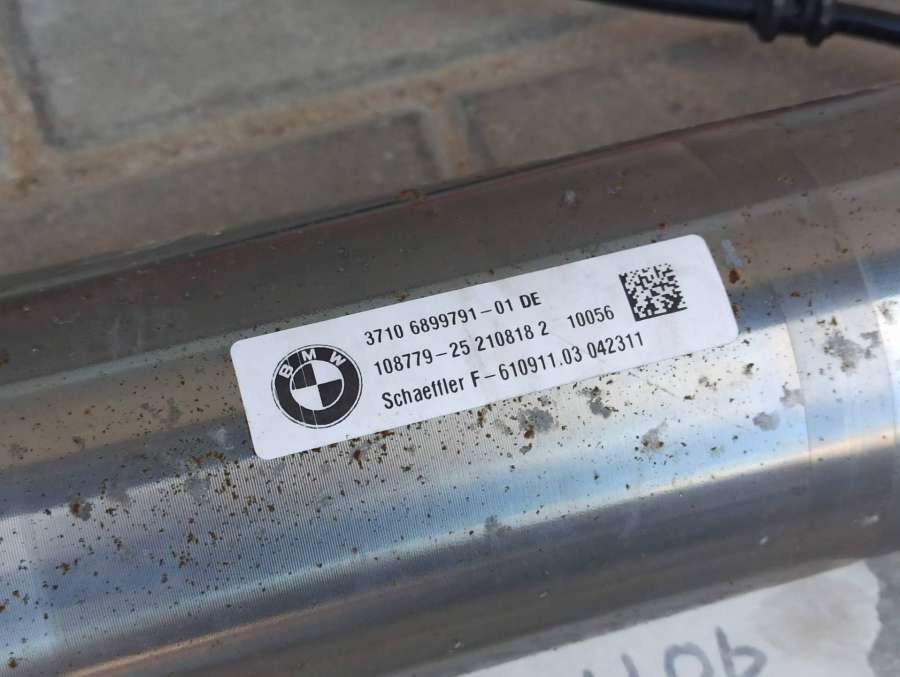 3710 6899791-01 DE
108779-25 210818 2 10056
Schaeffler F-610911.03 042311
BMW